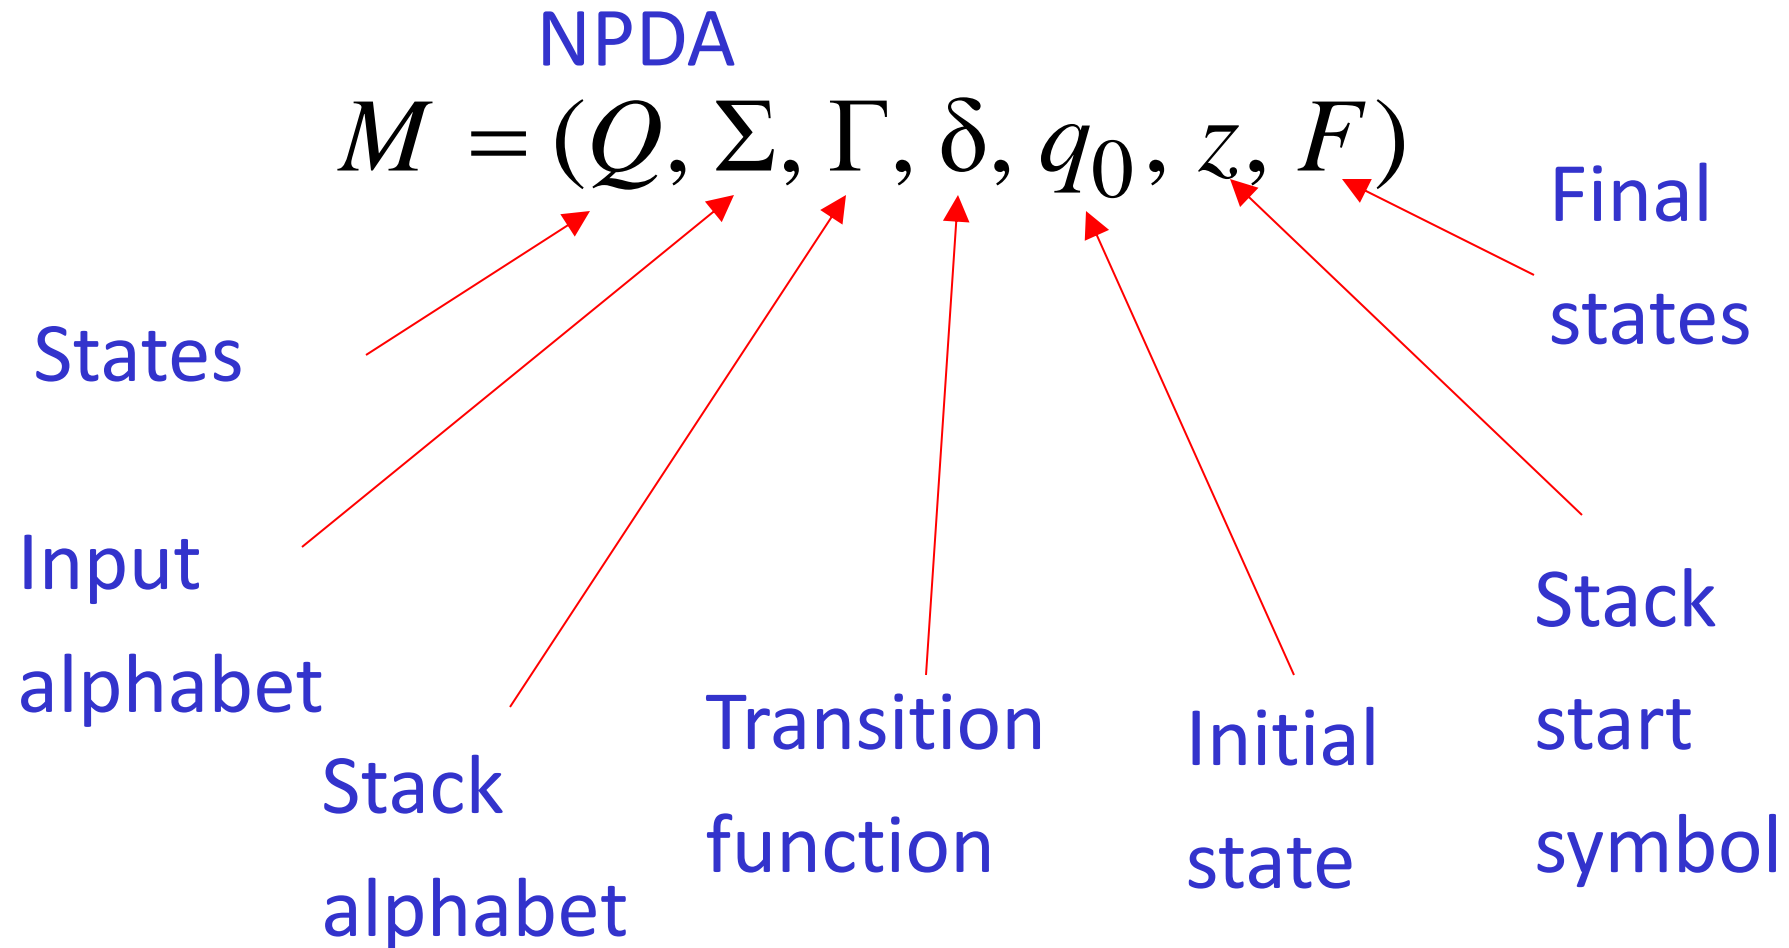 NPDA
M = (Q, Σ, Γ, δ, q₀, z, F)
Final
states
States
Input
alphabet
Stack
alphabet
Transition
function
Initial
state
Stack
start
symbol